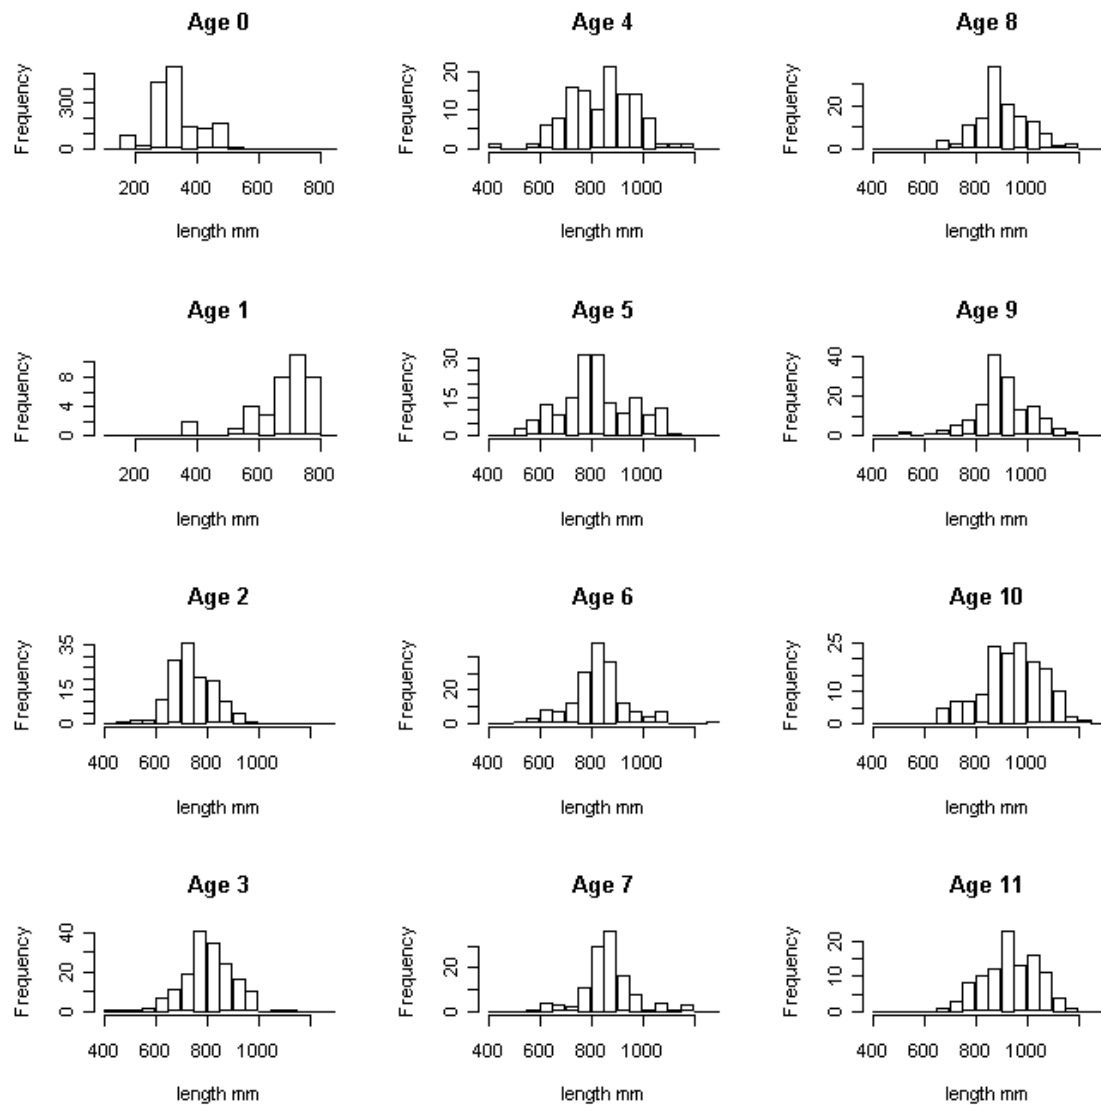 Age 0
Frequency
0 300
200 400 600 800
length mm
Age 4
Frequency
0 10 20
400 600 800 1000
length mm
Age 8
Frequency
0 20
400 600 800 1000
length mm
Age 1
Frequency
0 4 8
200 400 600 800
length mm
Age 5
Frequency
0 15 30
400 600 800 1000
length mm
Age 9
Frequency
0 20 40
400 600 800 1000
length mm
Age 2
Frequency
0 15 35
400 600 800 1000
length mm
Age 6
Frequency
0 20
400 600 800 1000
length mm
Age 10
Frequency
0 10 25
400 600 800 1000
length mm
Age 3
Frequency
0 20 40
400 600 800 1000
length mm
Age 7
Frequency
0 20
400 600 800 1000
length mm
Age 11
Frequency
0 10 20
400 600 800 1000
length mm